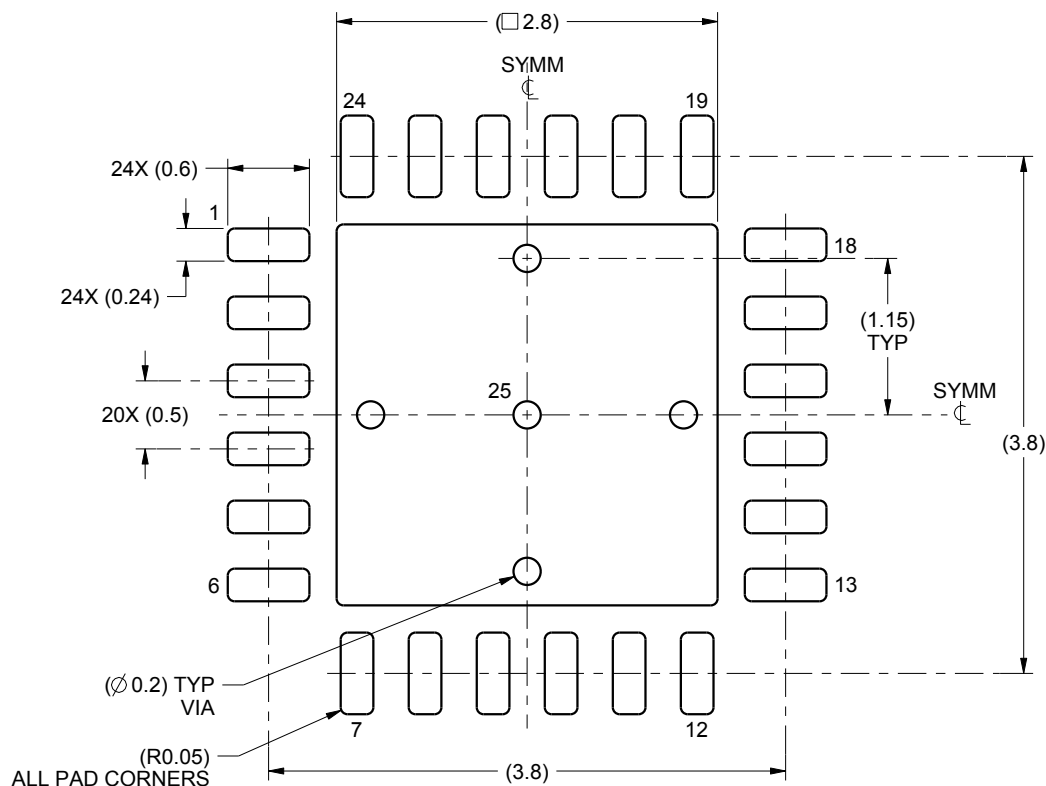 (□ 2.8)
SYMM
℄
24
19
24X (0.6)
1
18
24X (0.24)
(1.15)
TYP
25
SYMM
℄
20X (0.5)
(3.8)
6
13
(∅ 0.2) TYP
VIA
7
12
(R0.05)
ALL PAD CORNERS
(3.8)